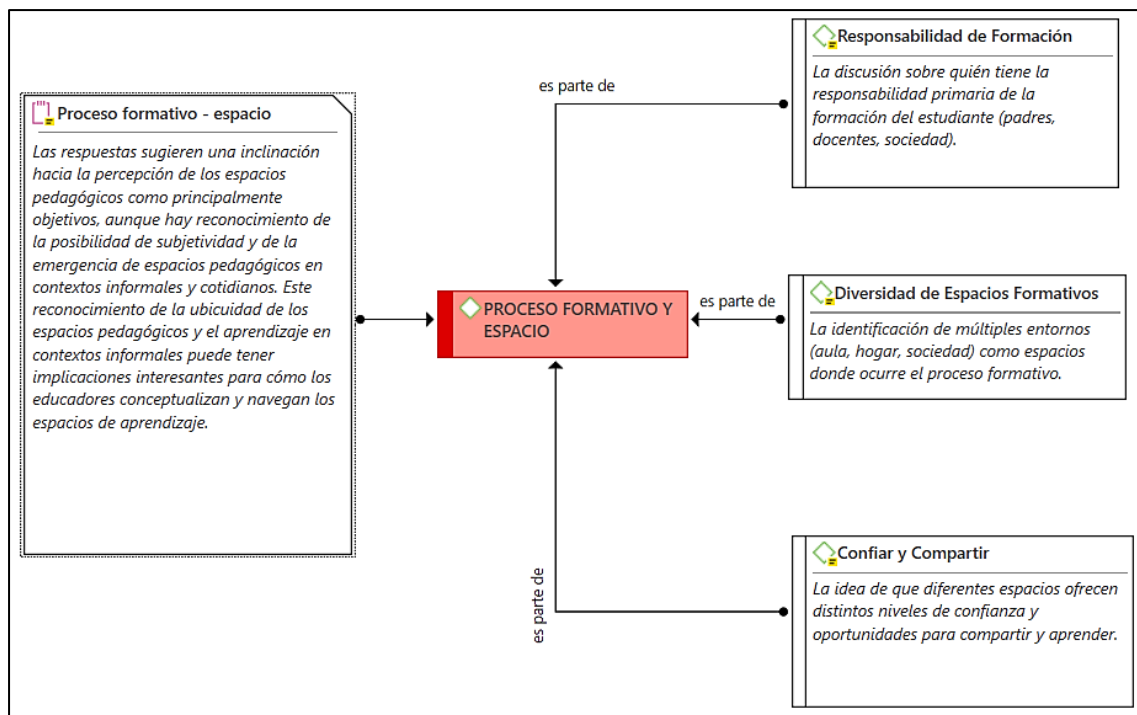 Proceso formativo - espacio
Las respuestas sugieren una inclinación
hacia la percepción de los espacios
pedagógicos como principalmente
objetivos, aunque hay reconocimiento de
la posibilidad de subjetividad y de la
emergencia de espacios pedagógicos en
contextos informales y cotidianos. Este
reconocimiento de la ubicuidad de los
espacios pedagógicos y el aprendizaje en
contextos informales puede tener
implicaciones interesantes para cómo los
educadores conceptualizan y navegan los
espacios de aprendizaje.
PROCESO FORMATIVO Y
ESPACIO
es parte de
Responsabilidad de Formación
La discusión sobre quién tiene la
responsabilidad primaria de la
formación del estudiante (padres,
docentes, sociedad).
es parte de
Diversidad de Espacios Formativos
La identificación de múltiples entornos
(aula, hogar, sociedad) como espacios
donde ocurre el proceso formativo.
es parte de
Confiar y Compartir
La idea de que diferentes espacios ofrecen
distintos niveles de confianza y
oportunidades para compartir y aprender.